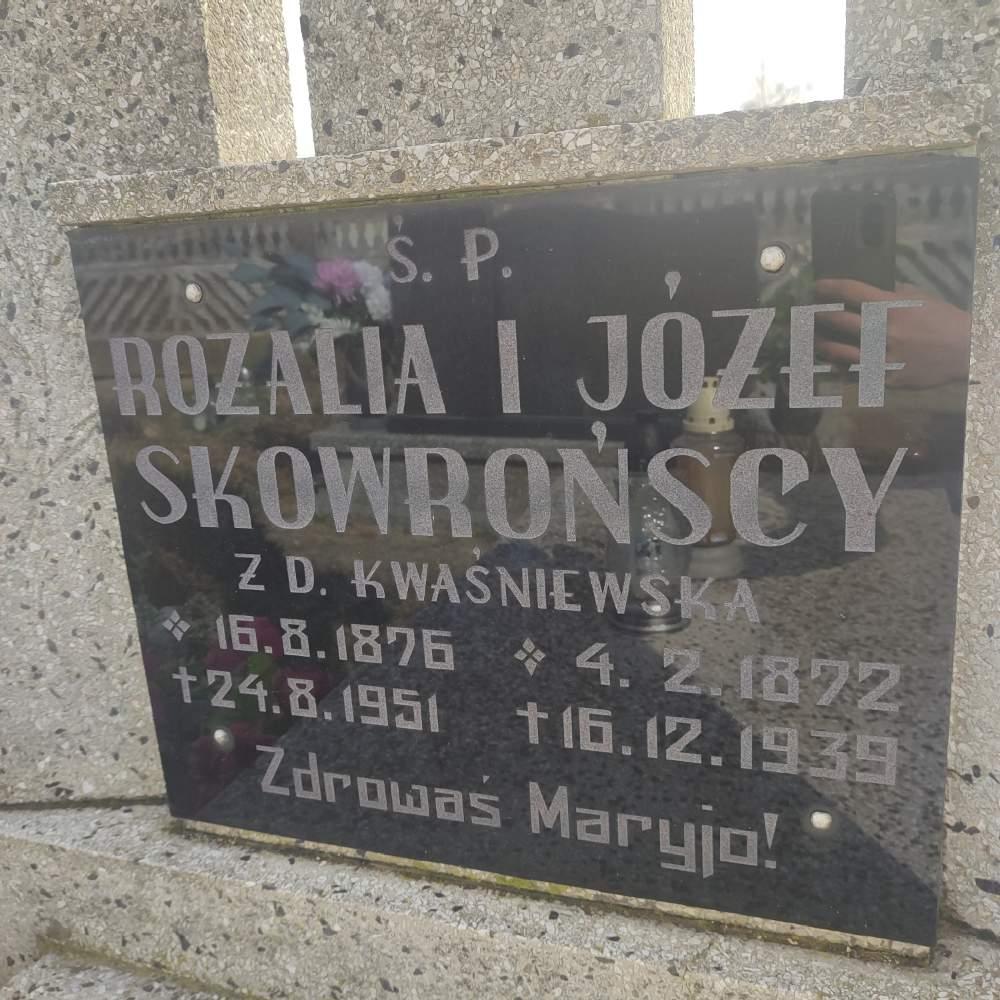 Ś. P.
ROZALIA I JÓZEF
SKOWROŃSCY
Z D. KWAŚNIEWSKA
16.8.1876 4.2.1872
†24.8.1951 †16.12.1939
Zdrowaś Maryjo!